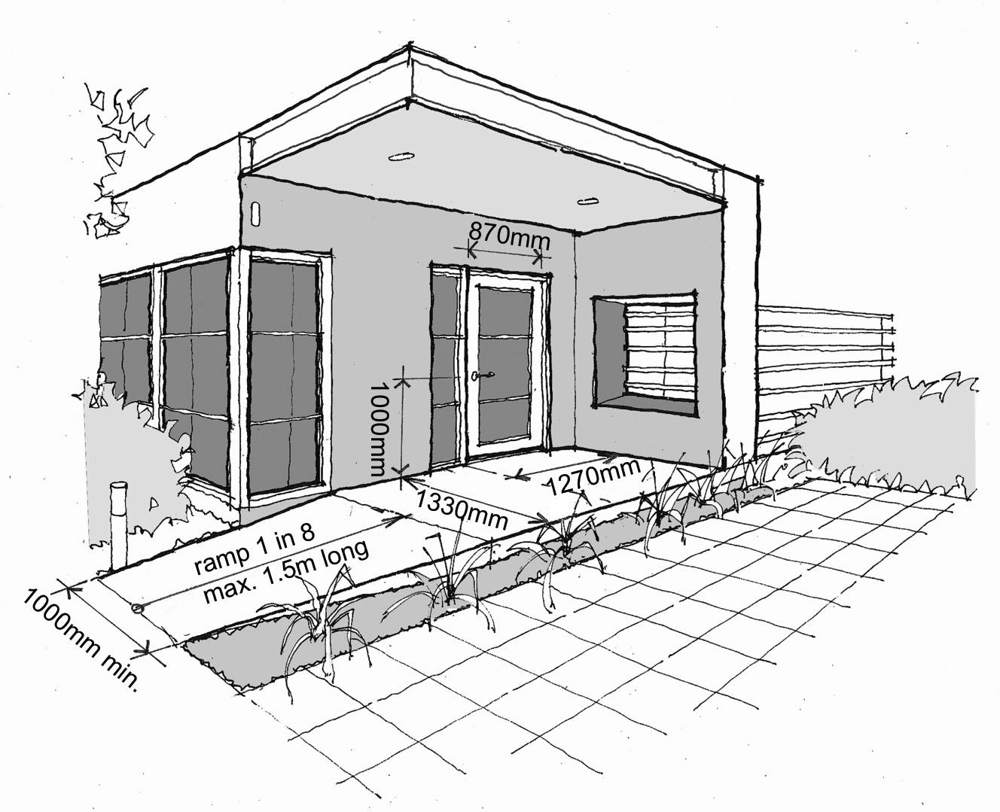 870mm
1000mm
1270mm
1330mm
ramp 1 in 8
max. 1.5m long
1000mm min.